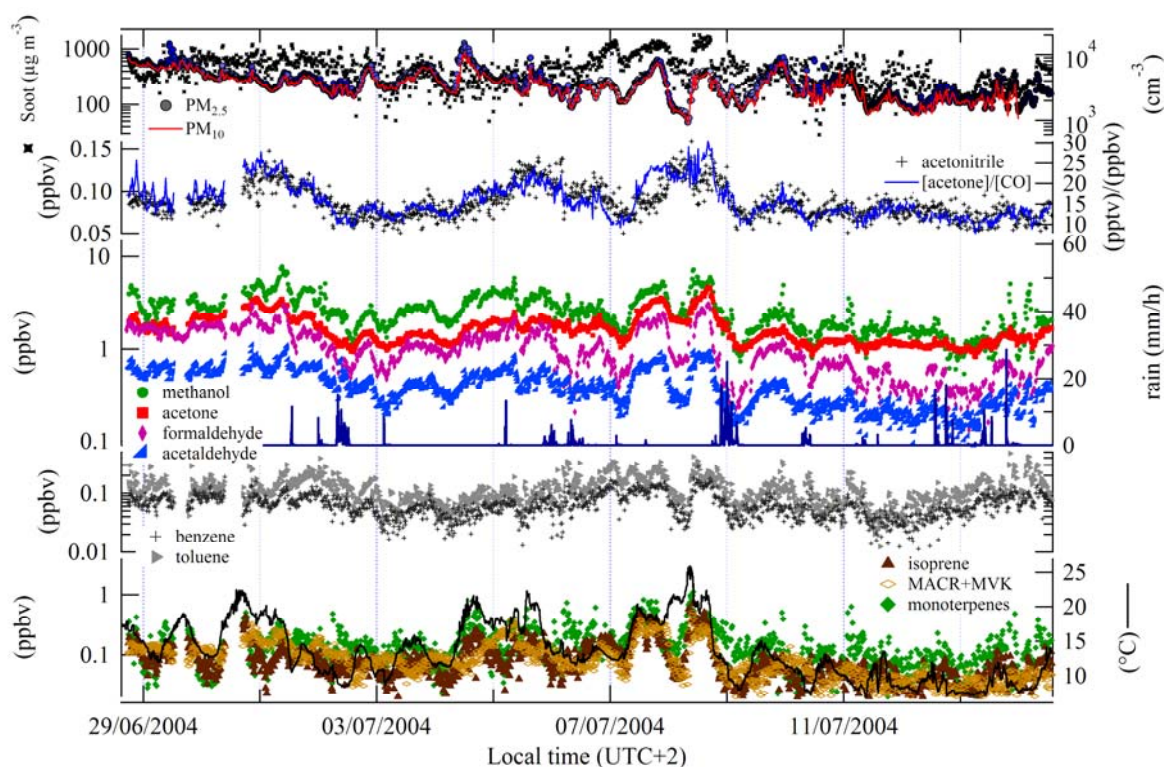 Soot (µg m-3)
1000
100
PM2.5
PM10
10^4
10^3
(cm-3)
(ppbv)
0.15
0.10
0.05
acetonitrile
[acetone]/[CO]
30
25
20
15
10
(pptv)/(ppbv)
(ppbv)
10
1
0.1
methanol
acetone
formaldehyde
acetaldehyde
60
40
20
0
rain (mm/h)
(ppbv)
0.1
0.01
benzene
toluene
(ppbv)
1
0.1
isoprene
MACR+MVK
monoterpenes
25
20
15
10
(°C)
29/06/2004 03/07/2004 07/07/2004 11/07/2004
Local time (UTC+2)